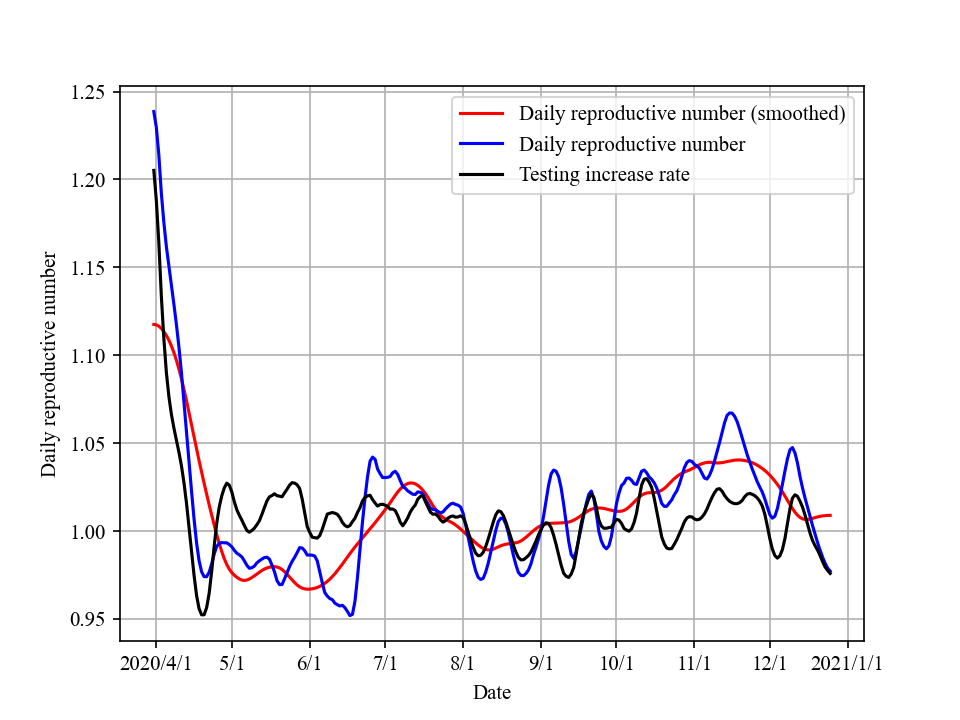 1.25
1.20
1.15
1.10
1.05
1.00
0.95
Daily reproductive number
Daily reproductive number (smoothed)
Daily reproductive number
Testing increase rate
2020/4/1 5/1 6/1 7/1 8/1 9/1 10/1 11/1 12/1 2021/1/1
Date